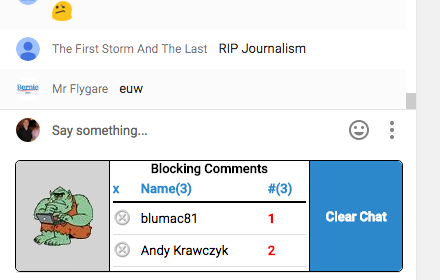 The First Storm And The Last RIP Journalism
Bernie
Mr Flygare euw
Say something...
Blocking Comments
x Name(3) #(3)
blumac81 1
Andy Krawczyk 2
Clear Chat